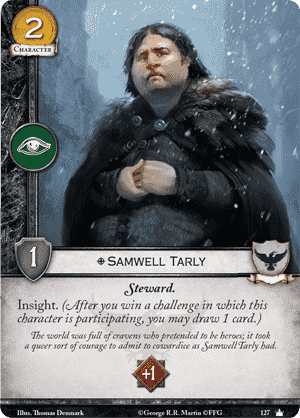 2
CHARACTER
1
SAMWELL TARLY
Steward.
Insight. (After you win a challenge in which this
character is participating, you may draw 1 card.)
The world was full of cravens who pretended to be heroes; it took
a queer sort of courage to admit to cowardice as Samwell Tarly had.
+1
Illus. Thomas Denmark ©George R.R. Martin ©FFG 127